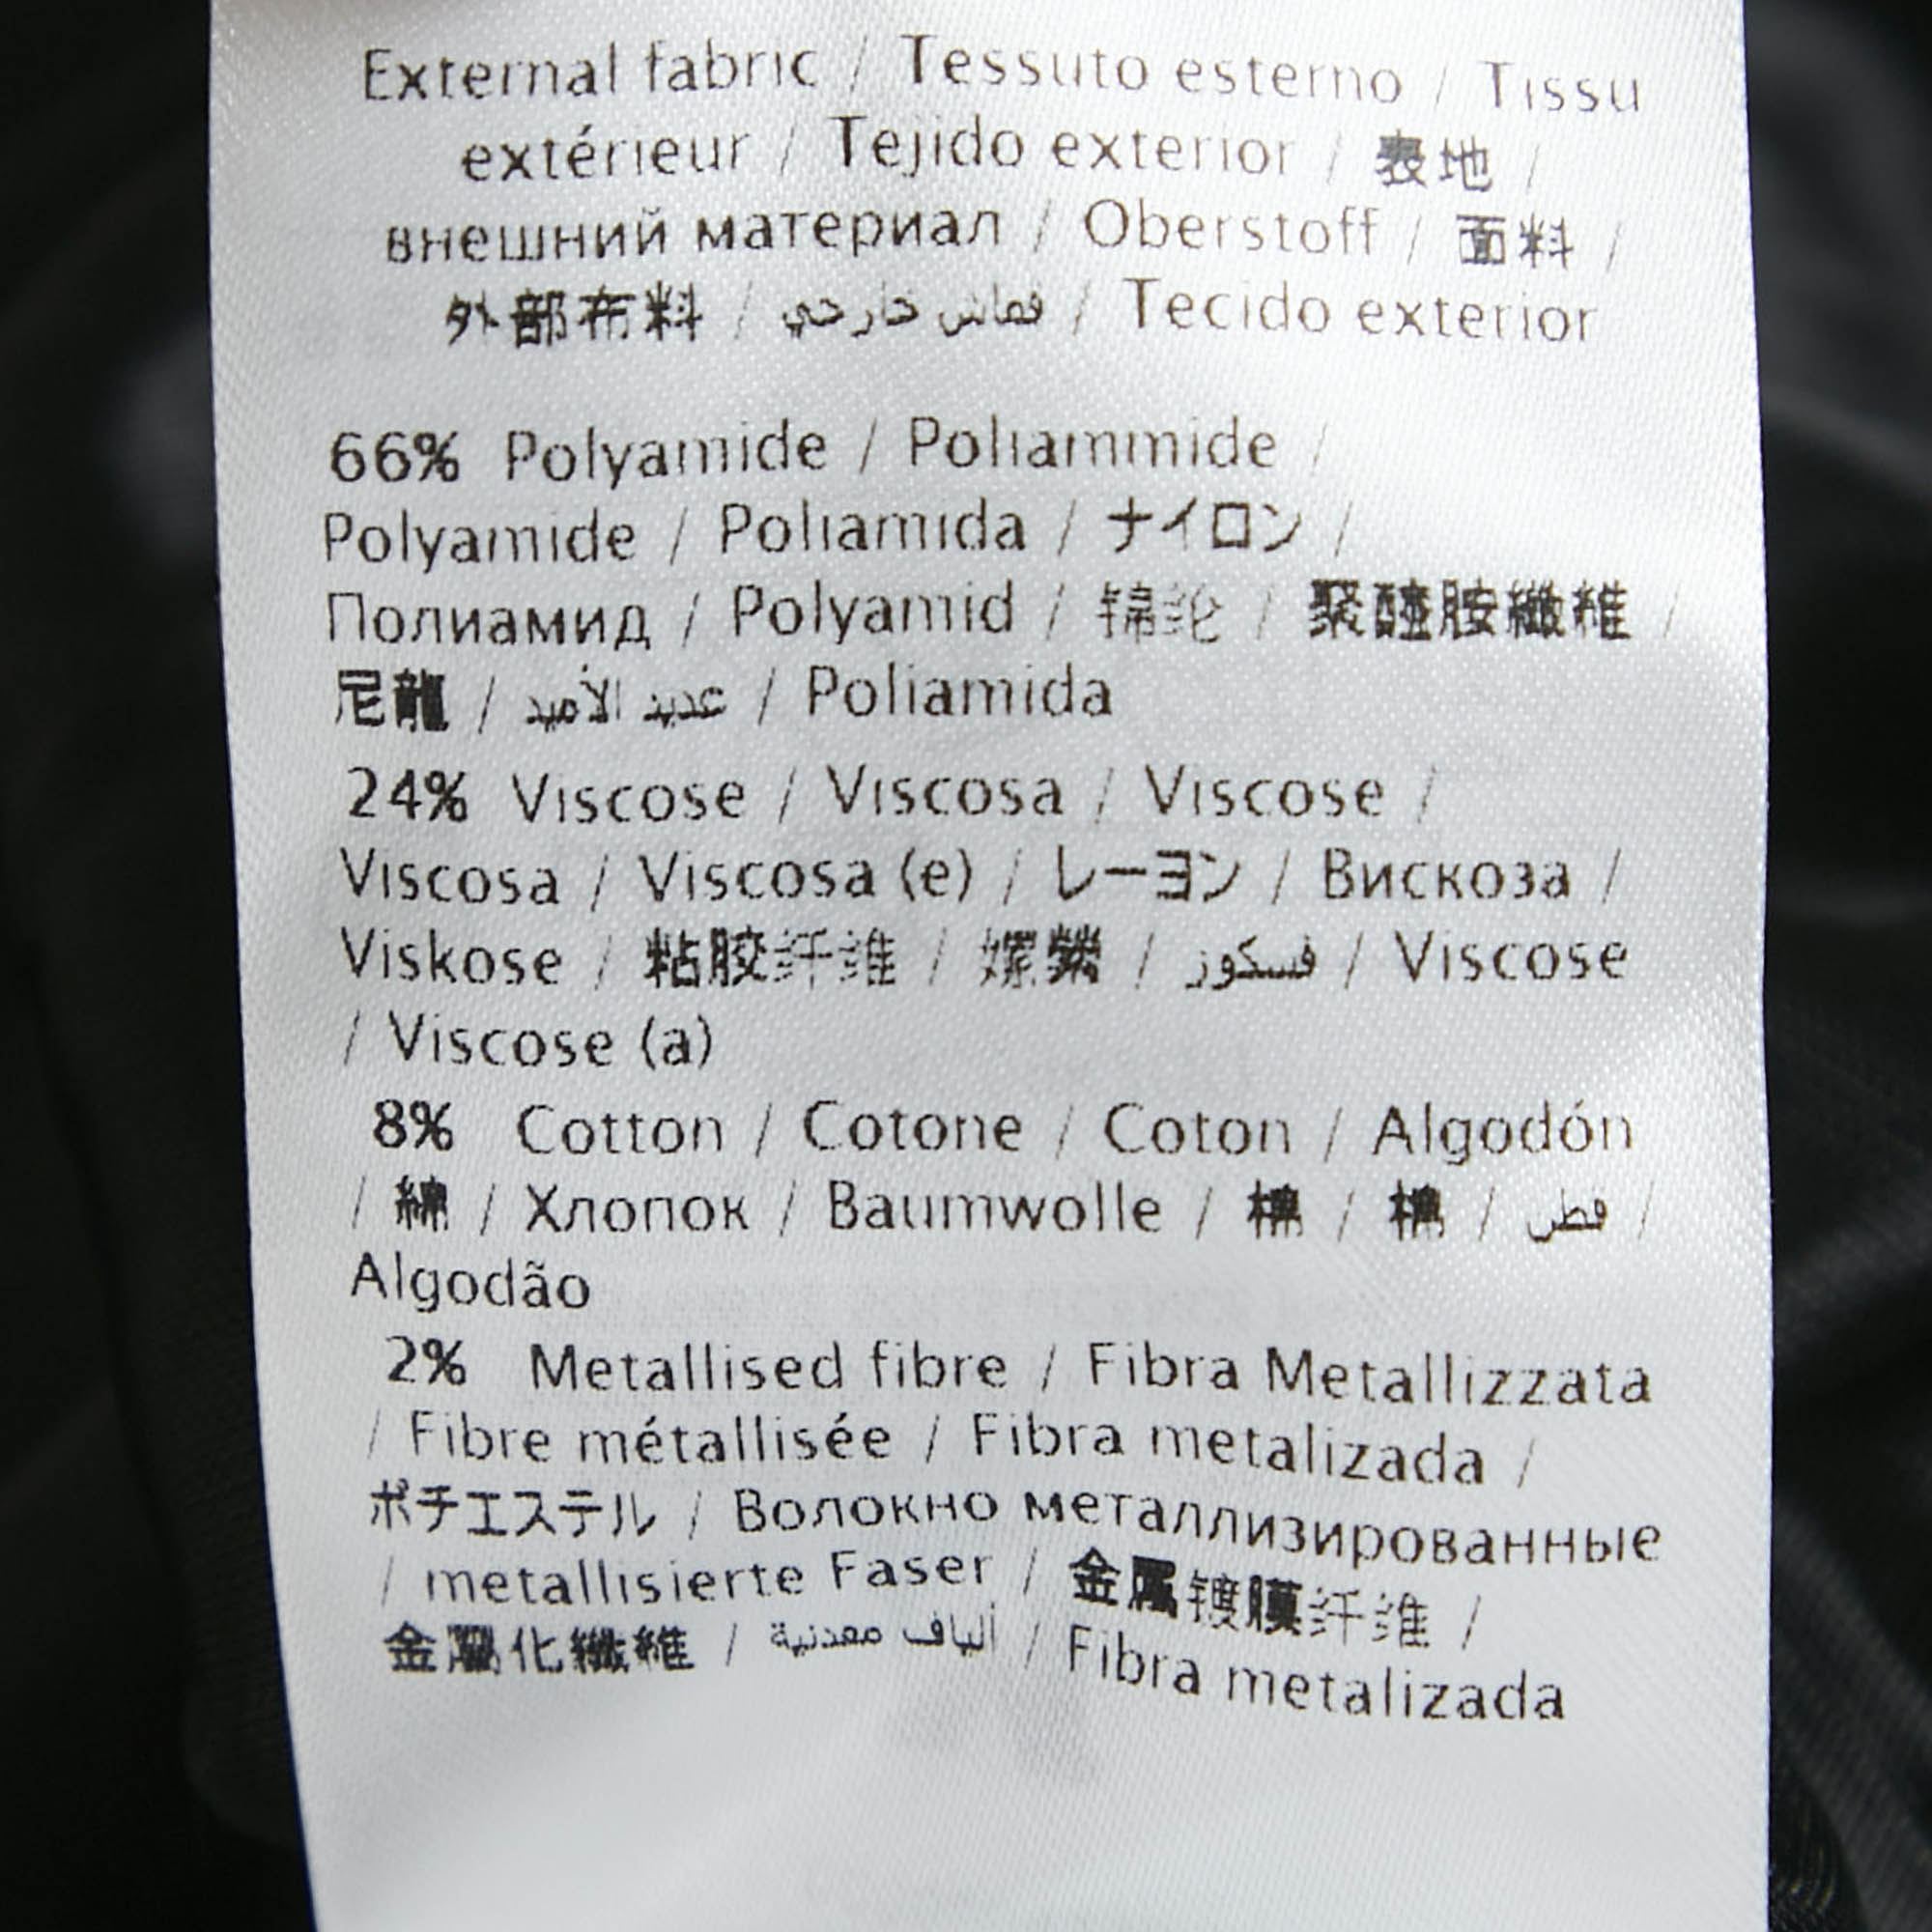 External fabric / Tessuto esterno / Tissu
extérieur / Tejido exterior / 表地 /
внешний материал / Oberstoff / 面料 /
外部布料 / قماش خارجي / Tecido exterior
66% Polyamide / Poliammide /
Polyamide / Poliamida / ナイロン /
Полиамид / Polyamid / 锦纶 / 聚醯胺纖維 /
尼龍 / عديد الأميد / Poliamida
24% Viscose / Viscosa / Viscose /
Viscosa / Viscosa (e) / レーヨン / Вискоза /
Viskose / 粘胶纤维 / 嫘縈 / فسكوز / Viscose
/ Viscose (a)
8% Cotton / Cotone / Coton / Algodón
/ 綿 / Хлопок / Baumwolle / 棉 / 棉 / قطن /
Algodão
2% Metallised fibre / Fibra Metallizzata
/ Fibre métallisée / Fibra metalizada /
ポチエステル / Волокно металлизированные
/ metallisierte Faser / 金属镀膜纤维 /
金屬化纖維 / ألياف معدنية / Fibra metalizada